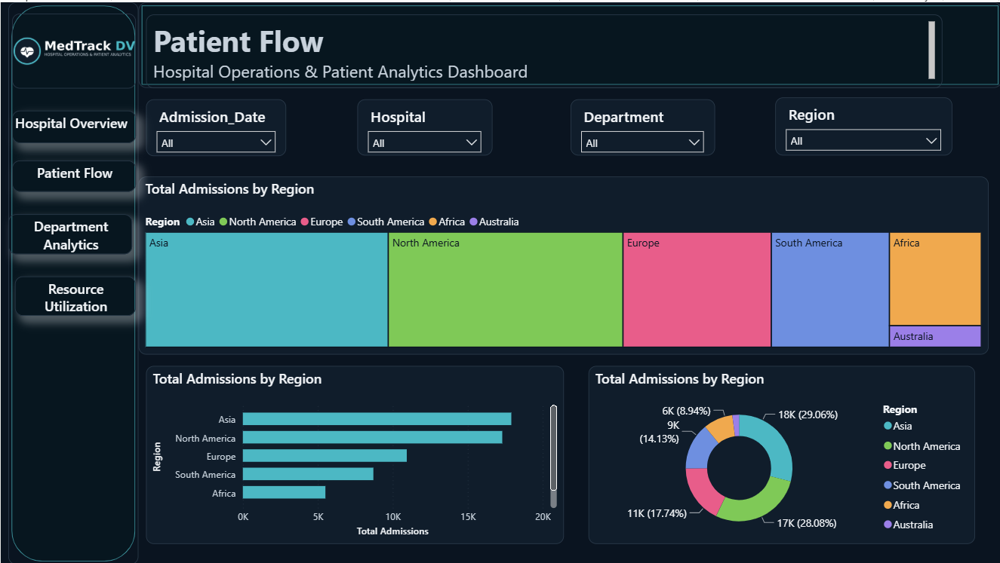 MedTrack DV
HOSPITAL OPERATIONS & PATIENT ANALYTICS
Patient Flow
Hospital Operations & Patient Analytics Dashboard
Hospital Overview
Patient Flow
Department
Analytics
Resource
Utilization
Admission_Date
All
Hospital
All
Department
All
Region
All
Total Admissions by Region
Region Asia North America Europe South America Africa Australia
Asia
North America
Europe
South America
Africa
Australia
Total Admissions by Region
Region
Asia
North America
Europe
South America
Africa
0K 5K 10K 15K 20K
Total Admissions
Total Admissions by Region
6K (8.94%)
18K (29.06%)
9K
(14.13%)
11K (17.74%)
17K (28.08%)
Region
Asia
North America
Europe
South America
Africa
Australia